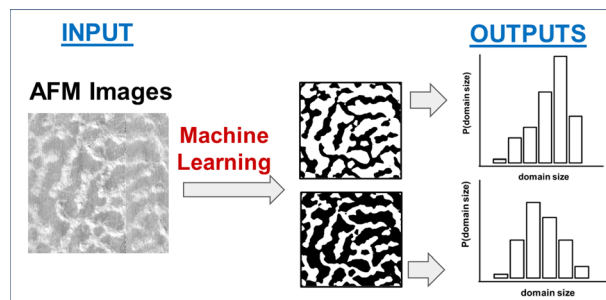 INPUT
OUTPUTS
AFM Images
Machine
Learning
P(domain size)
domain size
P(domain size)
domain size